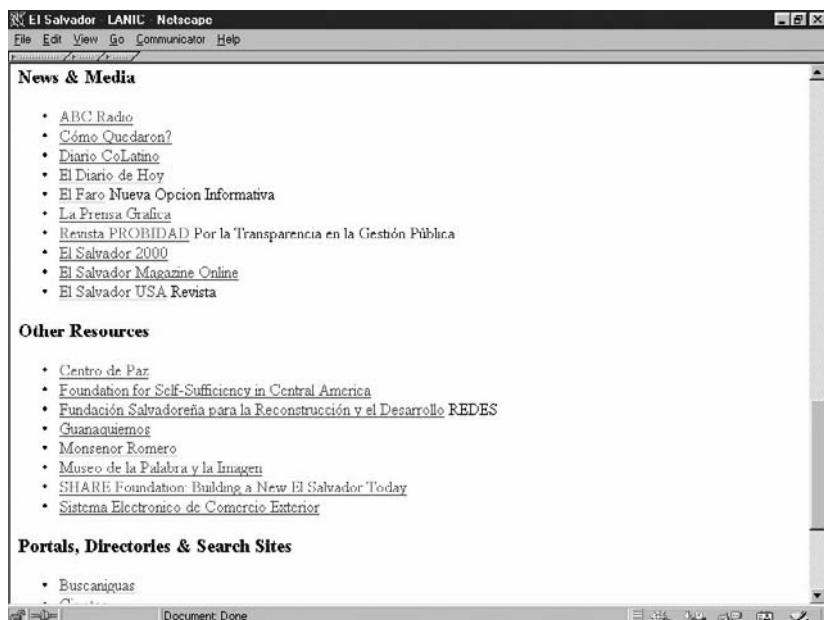 El Salvador - LANIC - Netscape
File Edit View Go Communicator Help
News & Media
• ABC Radio
• Cómo Quedaron?
• Diario CoLatino
• El Diario de Hoy
• El Faro Nueva Opcion Informativa
• La Prensa Grafica
• Revista PROBIDAD Por la Transparencia en la Gestión Pública
• El Salvador 2000
• El Salvador Magazine Online
• El Salvador USA Revista
Other Resources
• Centro de Paz
• Foundation for Self-Sufficiency in Central America
• Fundación Salvadoreña para la Reconstrucción y el Desarrollo REDES
• Guanaquiemos
• Monsenor Romero
• Museo de la Palabra y la Imagen
• SHARE Foundation: Building a New El Salvador Today
• Sistema Electronico de Comercio Exterior
Portals, Directories & Search Sites
• Buscaniguas
Document: Done